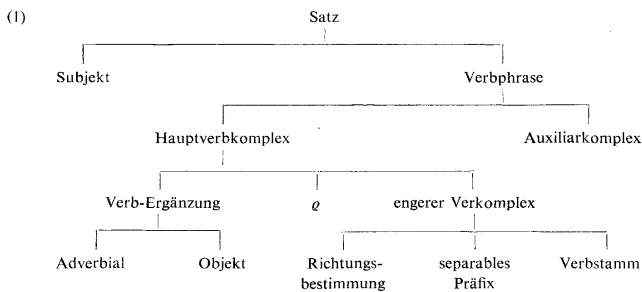 (1) Satz
Subjekt Verbphrase
Hauptverbkomplex Auxiliarkomplex
Verb-Ergänzung ϱ engerer Verkomplex
Adverbial Objekt Richtungs- separables Verbstamm
bestimmung Präfix